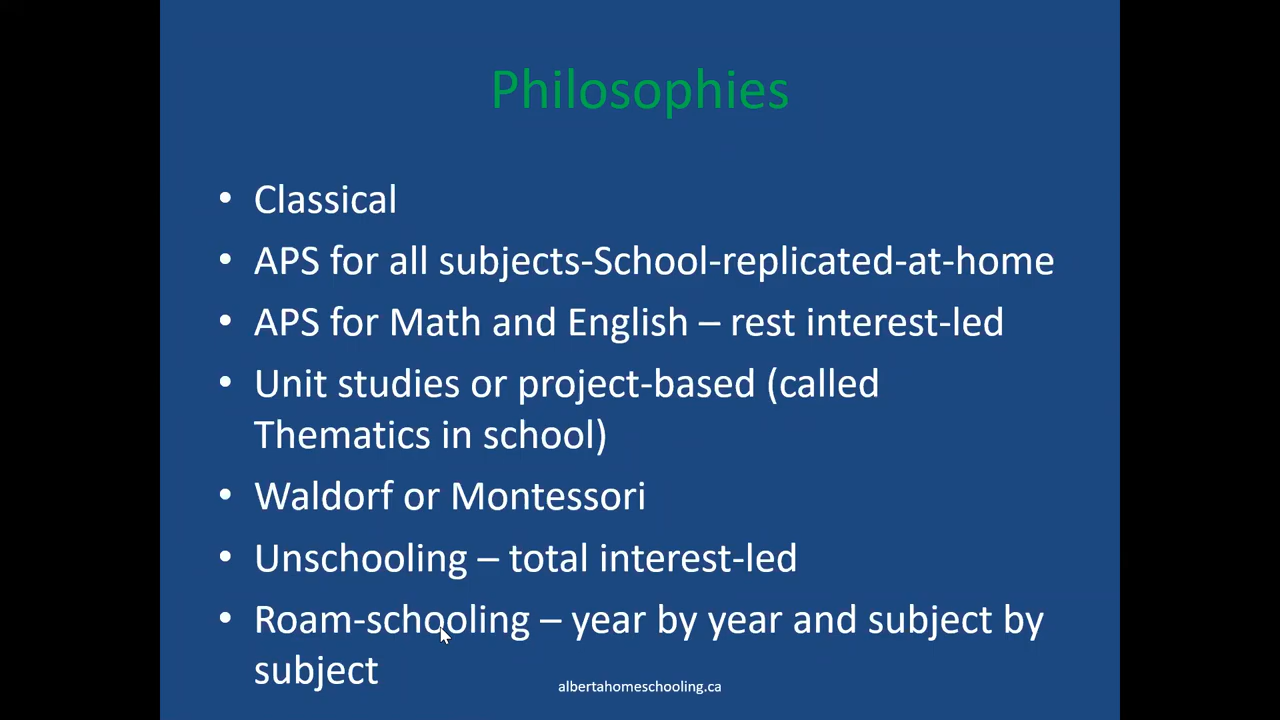 Philosophies
• Classical
• APS for all subjects-School-replicated-at-home
• APS for Math and English – rest interest-led
• Unit studies or project-based (called
Thematics in school)
• Waldorf or Montessori
• Unschooling – total interest-led
• Roam-schooling – year by year and subject by
subject
albertahomeschooling.ca